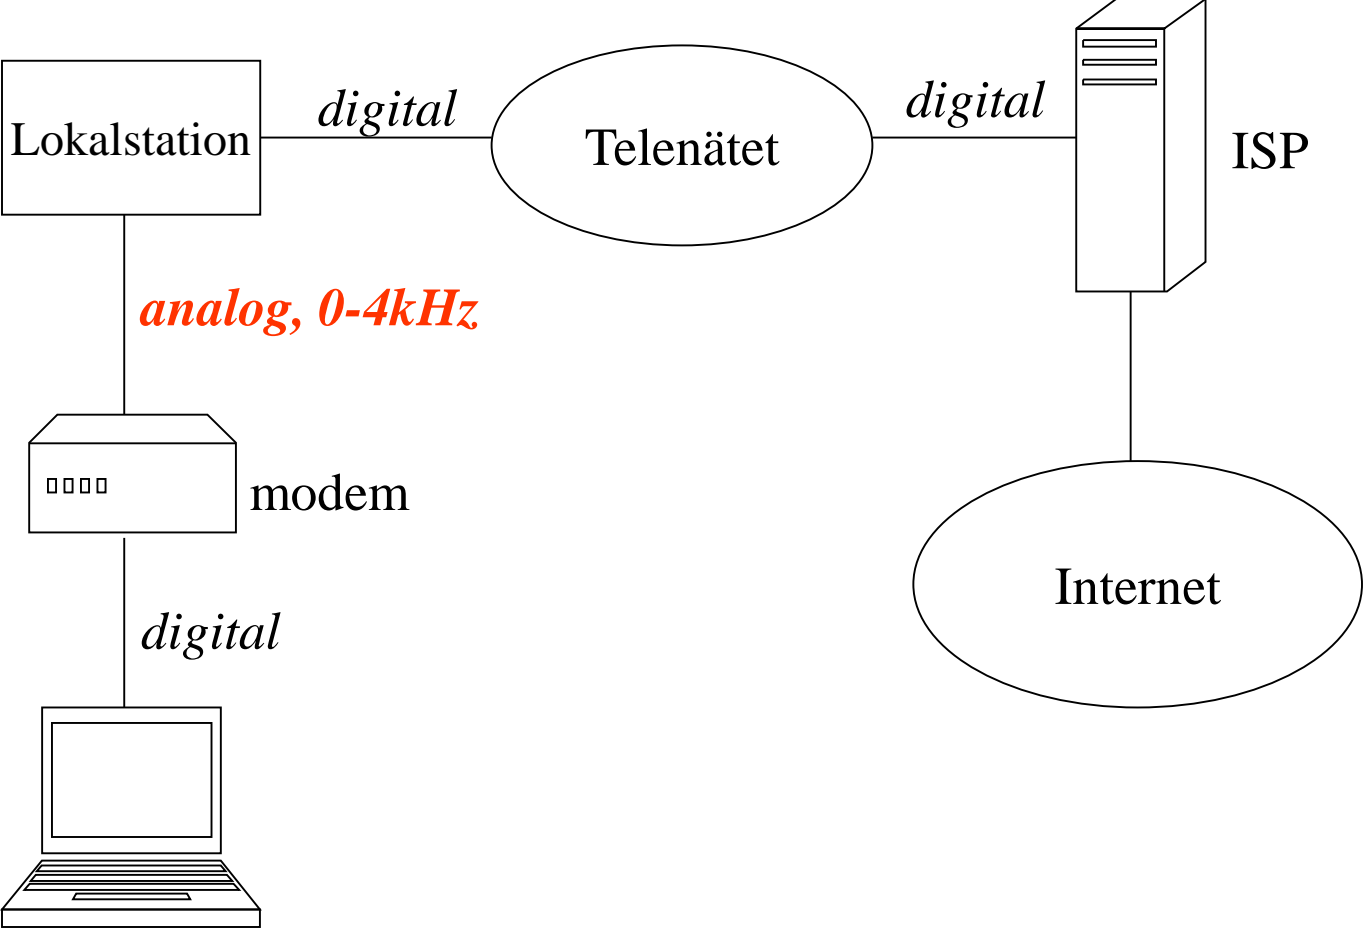 digital
digital
Lokalstation
Telenätet
ISP
analog, 0-4kHz
modem
Internet
digital